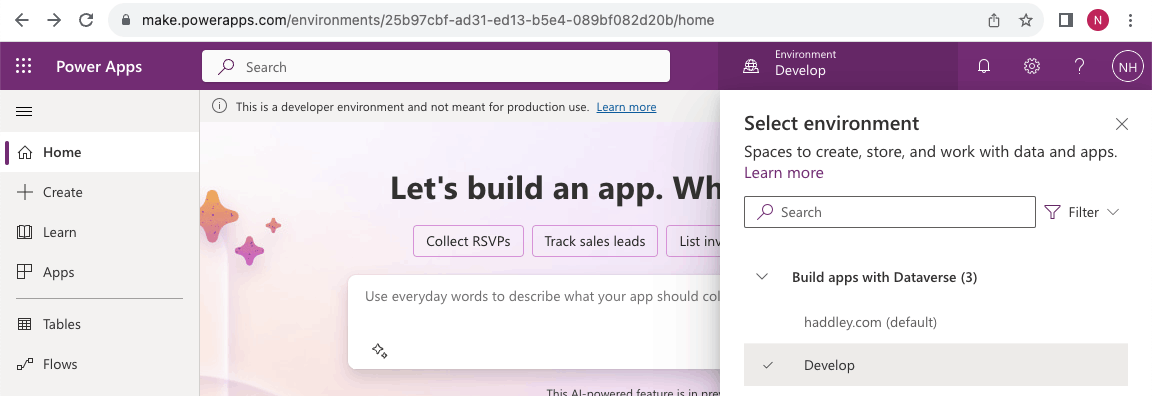 make.powerapps.com/environments/25b97cbf-ad31-ed13-b5e4-089bf082d20b/home
N
Power Apps
Search
Environment
Develop
?
NH
This is a developer environment and not meant for production use. Learn more
Home
Create
Learn
Apps
Tables
Flows
Let's build an app. Wh
Collect RSVPs
Track sales leads
List inv
Use everyday words to describe what your app should col
This AI-powered feature is in prev
Select environment
Spaces to create, store, and work with data and apps.
Learn more
Search
Filter
Build apps with Dataverse (3)
haddley.com (default)
Develop